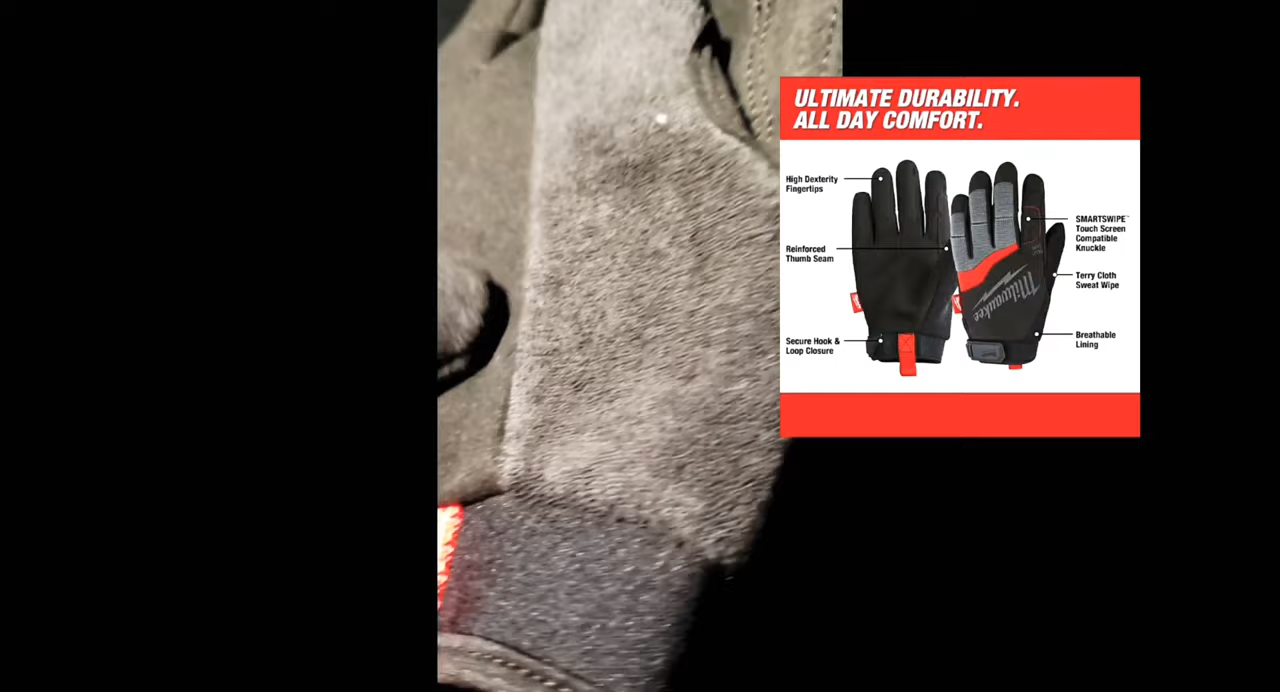 ULTIMATE DURABILITY.
ALL DAY COMFORT.
High Dexterity
Fingertips
Reinforced
Thumb Seam
Secure Hook &
Loop Closure
SMARTSWIPE™
Touch Screen
Compatible
Knuckle
Terry Cloth
Sweat Wipe
Breathable
Lining
Milwaukee